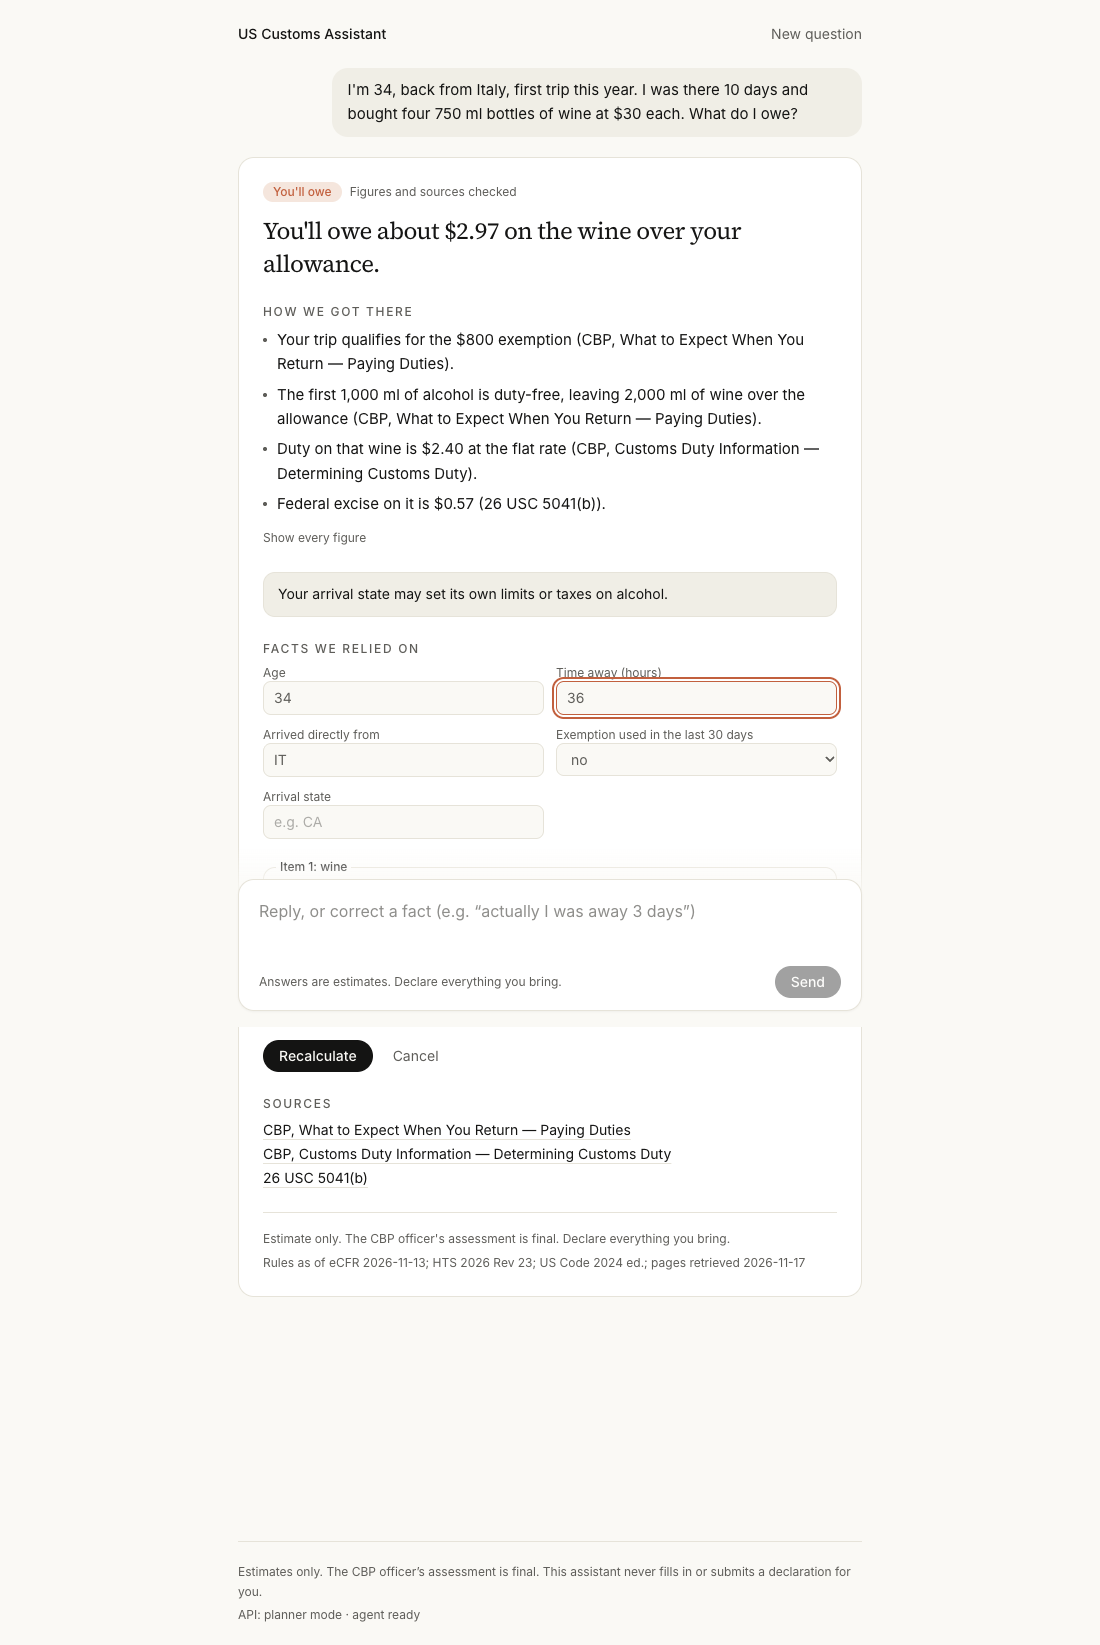 US Customs Assistant
New question
I'm 34, back from Italy, first trip this year. I was there 10 days and
bought four 750 ml bottles of wine at $30 each. What do I owe?
You'll owe
Figures and sources checked
You'll owe about $2.97 on the wine over your
allowance.
HOW WE GOT THERE
• Your trip qualifies for the $800 exemption (CBP, What to Expect When You
Return — Paying Duties).
• The first 1,000 ml of alcohol is duty-free, leaving 2,000 ml of wine over the
allowance (CBP, What to Expect When You Return — Paying Duties).
• Duty on that wine is $2.40 at the flat rate (CBP, Customs Duty Information —
Determining Customs Duty).
• Federal excise on it is $0.57 (26 USC 5041(b)).
Show every figure
Your arrival state may set its own limits or taxes on alcohol.
FACTS WE RELIED ON
Age
34
Time away (hours)
36
Arrived directly from
IT
Exemption used in the last 30 days
no
Arrival state
e.g. CA
Item 1: wine
Reply, or correct a fact (e.g. “actually I was away 3 days”)
Answers are estimates. Declare everything you bring.
Send
Recalculate
Cancel
SOURCES
CBP, What to Expect When You Return — Paying Duties
CBP, Customs Duty Information — Determining Customs Duty
26 USC 5041(b)
Estimate only. The CBP officer's assessment is final. Declare everything you bring.
Rules as of eCFR 2026-11-13; HTS 2026 Rev 23; US Code 2024 ed.; pages retrieved 2026-11-17
Estimates only. The CBP officer’s assessment is final. This assistant never fills in or submits a declaration for
you.
API: planner mode · agent ready